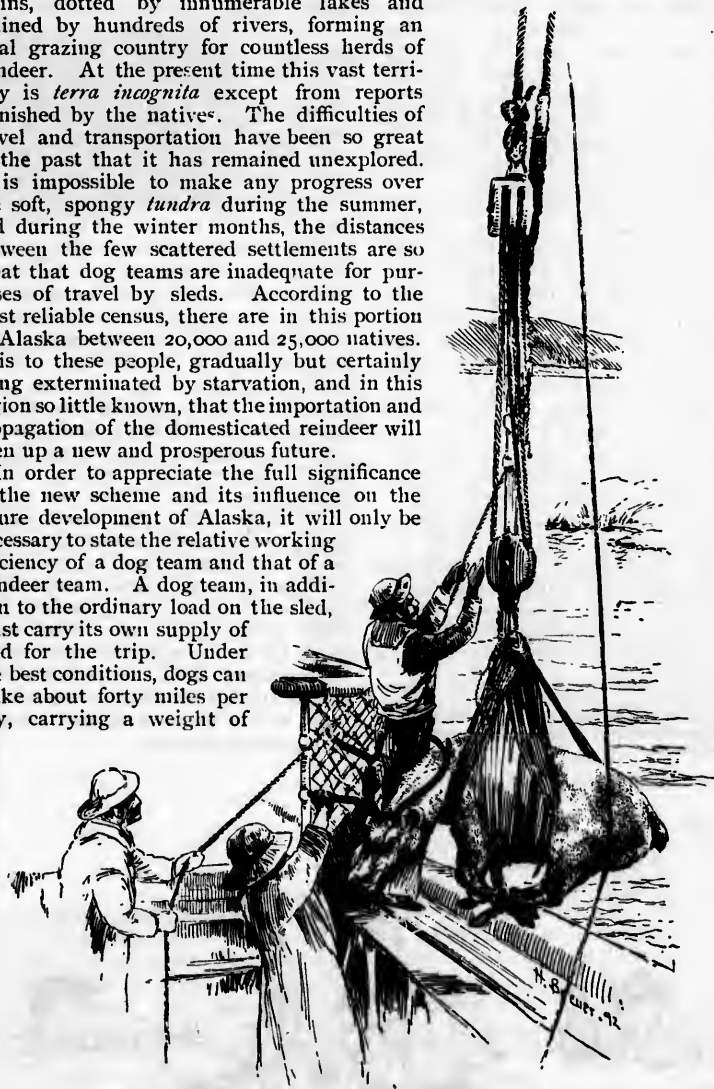 ins, dotted by innumerable lakes and
ined by hundreds of rivers, forming an
al grazing country for countless herds of
ndeer. At the present time this vast terri-
y is terra incognita except from reports
nished by the natives. The difficulties of
vel and transportation have been so great
the past that it has remained unexplored.
is impossible to make any progress over
soft, spongy tundra during the summer,
d during the winter months, the distances
ween the few scattered settlements are so
at that dog teams are inadequate for pur-
ses of travel by sleds. According to the
st reliable census, there are in this portion
Alaska between 20,000 and 25,000 natives.
is to these people, gradually but certainly
ng exterminated by starvation, and in this
ion so little known, that the importation and
pagation of the domesticated reindeer will
en up a new and prosperous future.
In order to appreciate the full significance
the new scheme and its influence on the
ure development of Alaska, it will only be
cessary to state the relative working
ciency of a dog team and that of a
ndeer team. A dog team, in addi-
n to the ordinary load on the sled,
st carry its own supply of
d for the trip. Under
e best conditions, dogs can
ke about forty miles per
y, carrying a weight of
H. B
92